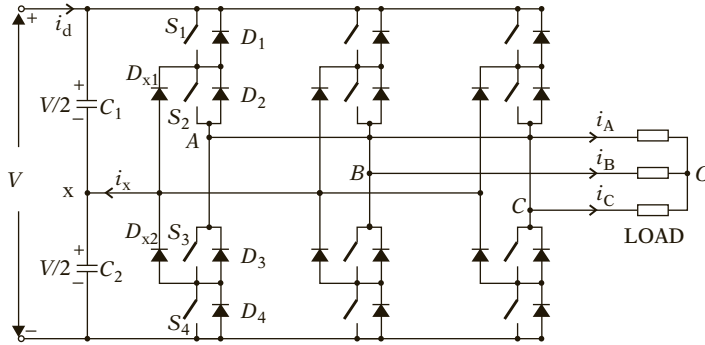 +
i_d
S_1
D_1
D_x1
+
V/2
C_1
−
S_2
D_2
A
i_A
V
x
i_x
B
i_B
O
C
i_C
LOAD
D_x2
S_3
D_3
+
V/2
C_2
−
S_4
D_4
−